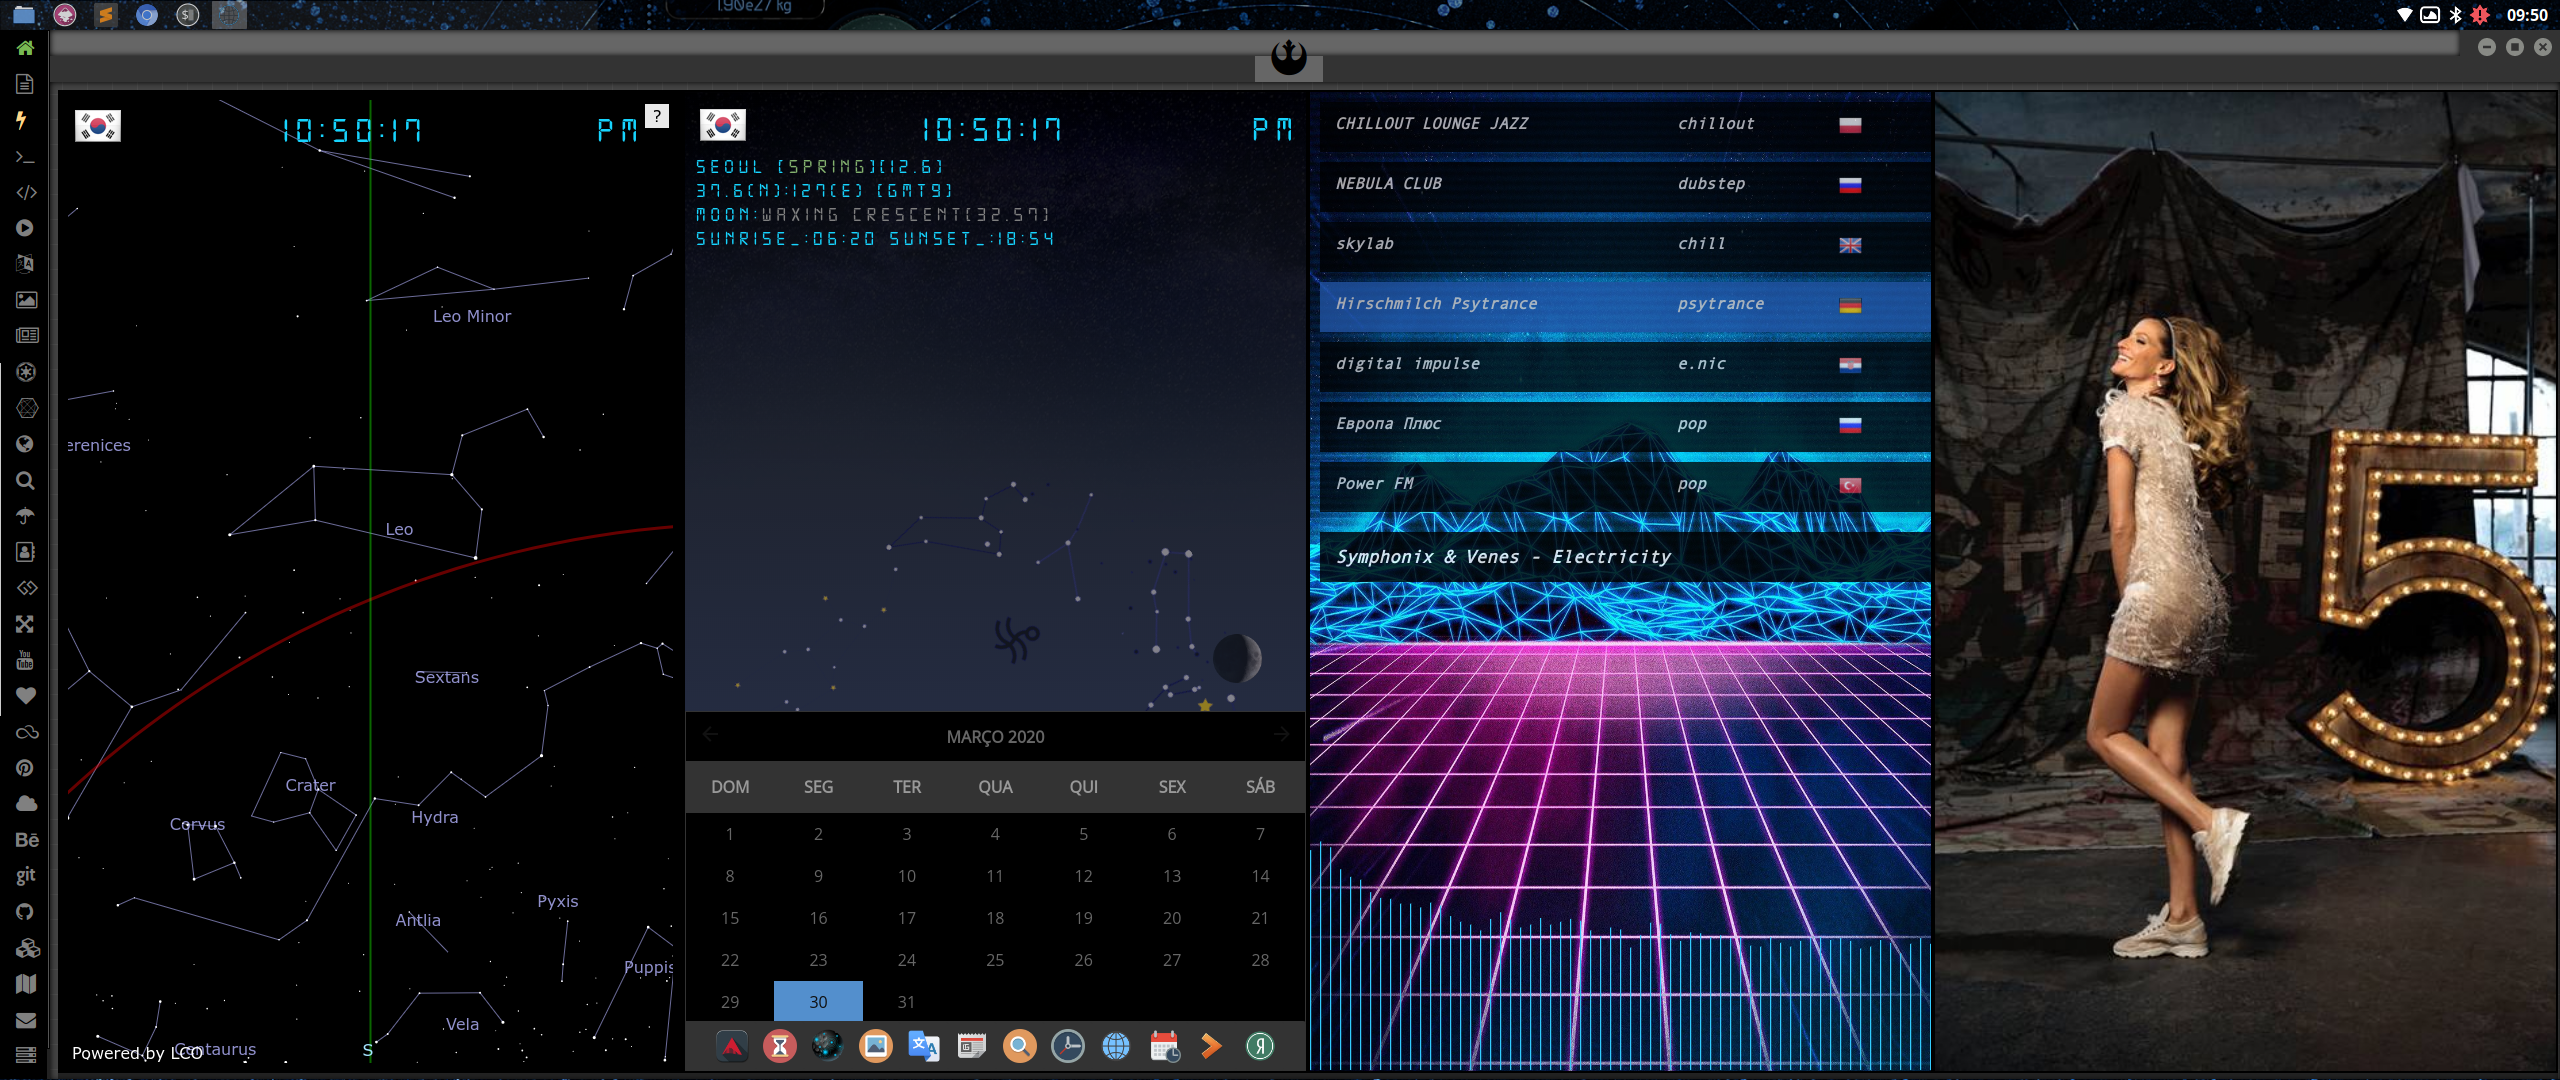 1.90e27 kg
09:50
10:50:17 PM
?
Leo Minor
erenices
Leo
Sextans
Crater
Corvus
Hydra
Pyxis
Antlia
Puppis
Vela
Centaurus
S
Powered by LCO
10:50:17 PM
SEOUL [SPRING][12.6]
37.6(N):127(E) [GMT9]
MOON:WAXING CRESCENT[32.57]
SUNRISE_:06:20 SUNSET_:18:54
MARÇO 2020
DOM SEG TER QUA QUI SEX SÁB
1 2 3 4 5 6 7
8 9 10 11 12 13 14
15 16 17 18 19 20 21
22 23 24 25 26 27 28
29 30 31
CHILLOUT LOUNGE JAZZ chillout
NEBULA CLUB dubstep
skylab chill
Hirschmilch Psytrance psytrance
digital impulse e.nic
Европа Плюс pop
Power FM pop
Symphonix & Venes - Electricity
5
You
Tube
Bē
git
Я